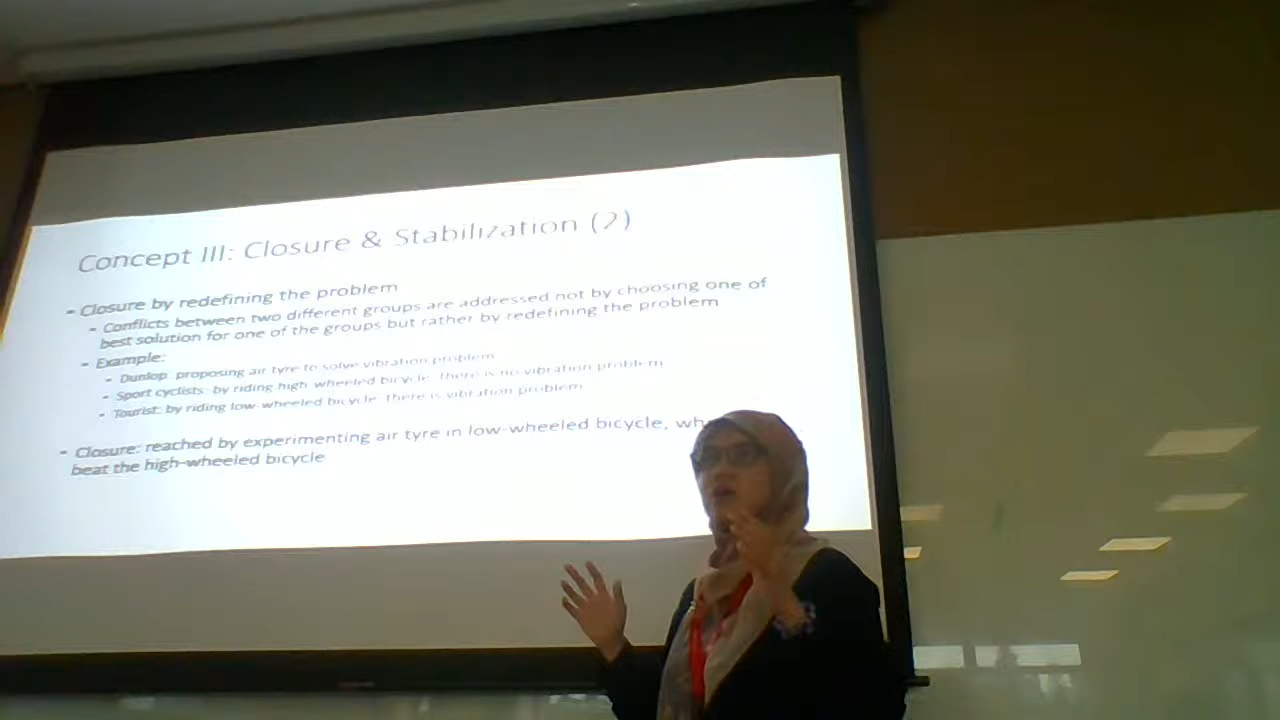 Concept III: Closure & Stabilization (2)
- Closure by redefining the problem
- Conflicts between two different groups are addressed not by choosing one of
best solution for one of the groups but rather by redefining the problem
- Example:
- Dunlop: proposing air tyre to solve vibration problem
- Sport cyclists: by riding high-wheeled bicycle there is no vibration problem
- Tourist: by riding low-wheeled bicycle there is vibration problem
- Closure: reached by experimenting air tyre in low-wheeled bicycle,
beat the high-wheeled bicycle